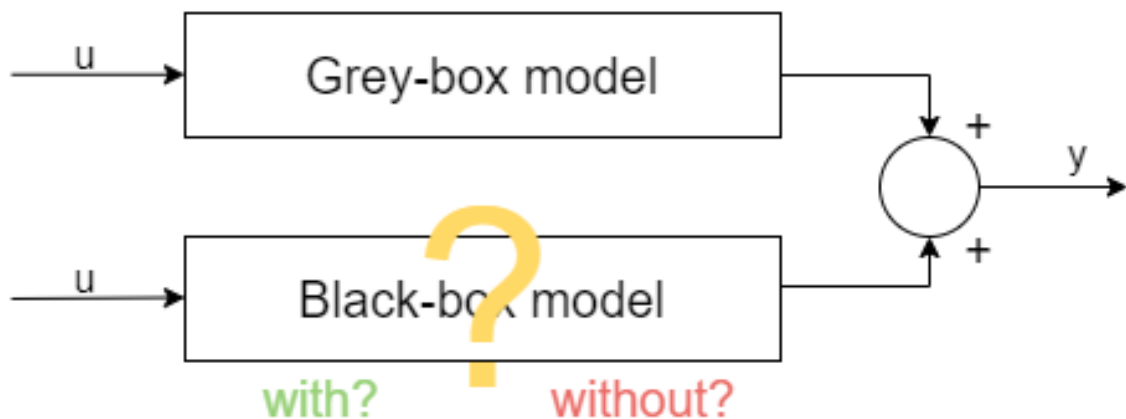 u
Grey-box model
+
y
+
u
Black-box model
?
with? without?